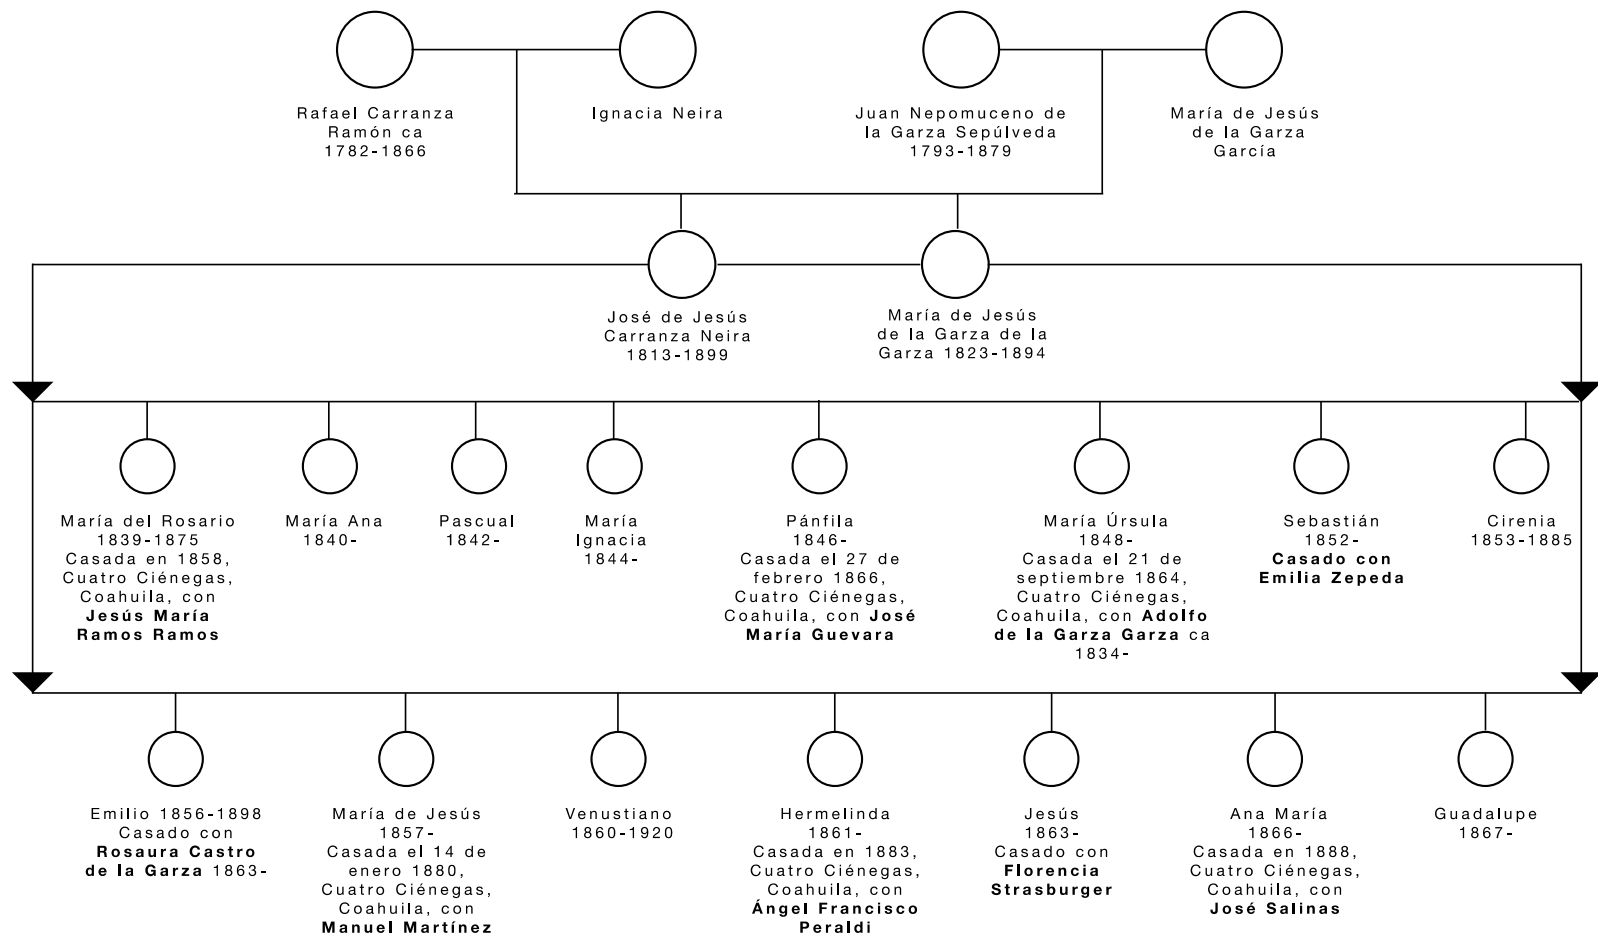 Rafael Carranza
Ramón ca
1782-1866
Ignacia Neira
Juan Nepomuceno de
la Garza Sepúlveda
1793-1879
María de Jesús
de la Garza
García
José de Jesús
Carranza Neira
1813-1899
María de Jesús
de la Garza de la
Garza 1823-1894
María del Rosario
1839-1875
Casada en 1858,
Cuatro Ciénegas,
Coahuila, con
Jesús María
Ramos Ramos
María Ana
1840-
Pascual
1842-
María
Ignacia
1844-
Pánfila
1846-
Casada el 27 de
febrero 1866,
Cuatro Ciénegas,
Coahuila, con José
María Guevara
María Úrsula
1848-
Casada el 21 de
septiembre 1864,
Cuatro Ciénegas,
Coahuila, con Adolfo
de la Garza Garza ca
1834-
Sebastián
1852-
Casado con
Emilia Zepeda
Cirenia
1853-1885
Emilio 1856-1898
Casado con
Rosaura Castro
de la Garza 1863-
María de Jesús
1857-
Casada el 14 de
enero 1880,
Cuatro Ciénegas,
Coahuila, con
Manuel Martínez
Venustiano
1860-1920
Hermelinda
1861-
Casada en 1883,
Cuatro Ciénegas,
Coahuila, con
Ángel Francisco
Peraldi
Jesús
1863-
Casado con
Florencia
Strasburger
Ana María
1866-
Casada en 1888,
Cuatro Ciénegas,
Coahuila, con
José Salinas
Guadalupe
1867-